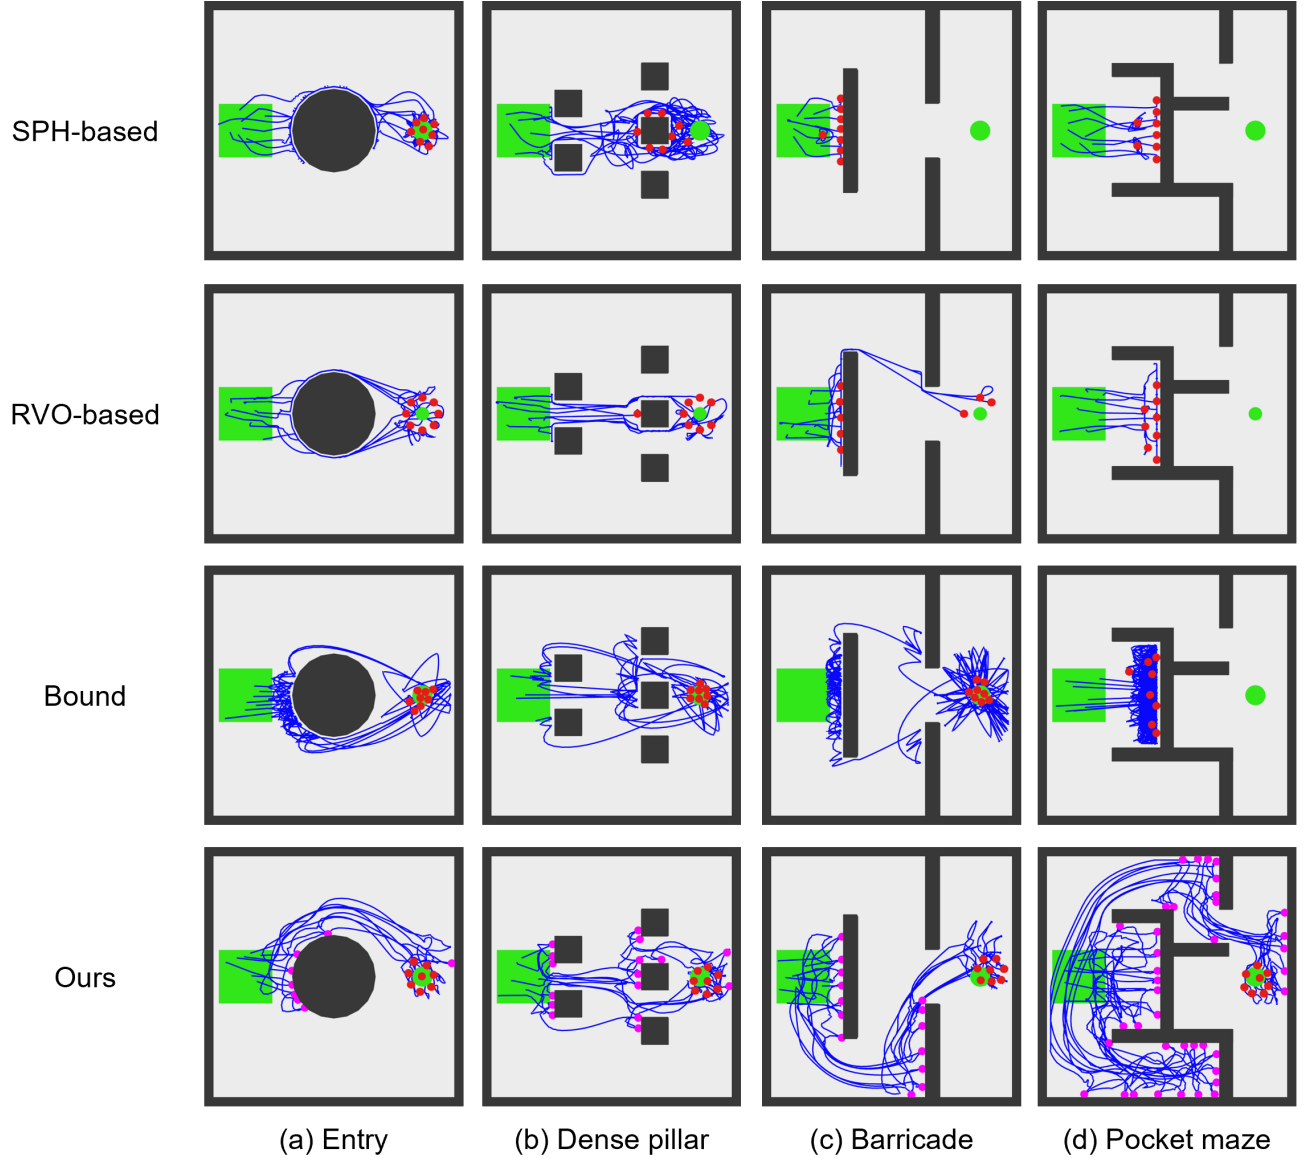 SPH-based
RVO-based
Bound
Ours
(a) Entry
(b) Dense pillar
(c) Barricade
(d) Pocket maze